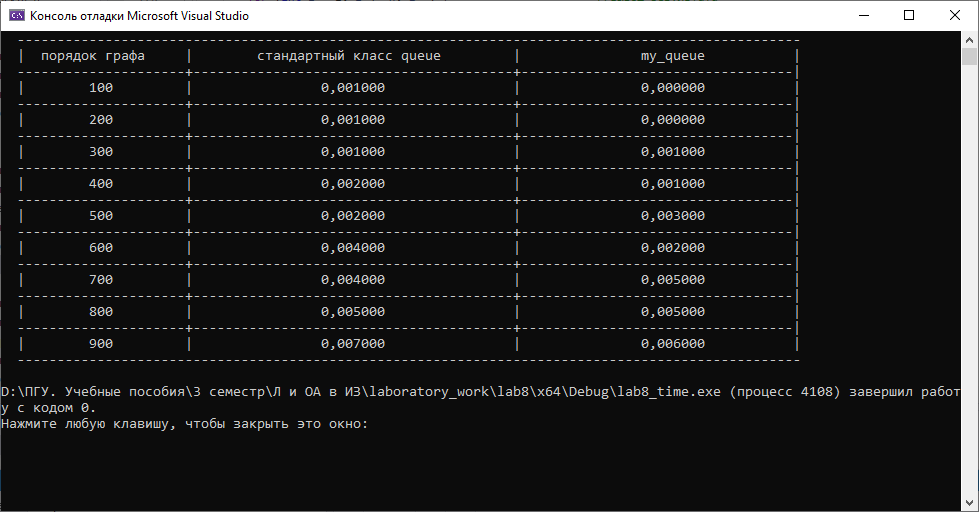 Консоль отладки Microsoft Visual Studio
| порядок графа | стандартный класс queue | my_queue |
| 100 | 0,001000 | 0,000000 |
| 200 | 0,001000 | 0,000000 |
| 300 | 0,001000 | 0,001000 |
| 400 | 0,002000 | 0,001000 |
| 500 | 0,002000 | 0,003000 |
| 600 | 0,004000 | 0,002000 |
| 700 | 0,004000 | 0,005000 |
| 800 | 0,005000 | 0,005000 |
| 900 | 0,007000 | 0,006000 |
D:\ПГУ. Учебные пособия\3 семестр\Л и ОА в ИЗ\laboratory_work\lab8\x64\Debug\lab8_time.exe (процесс 4108) завершил работ
у с кодом 0.
Нажмите любую клавишу, чтобы закрыть это окно: